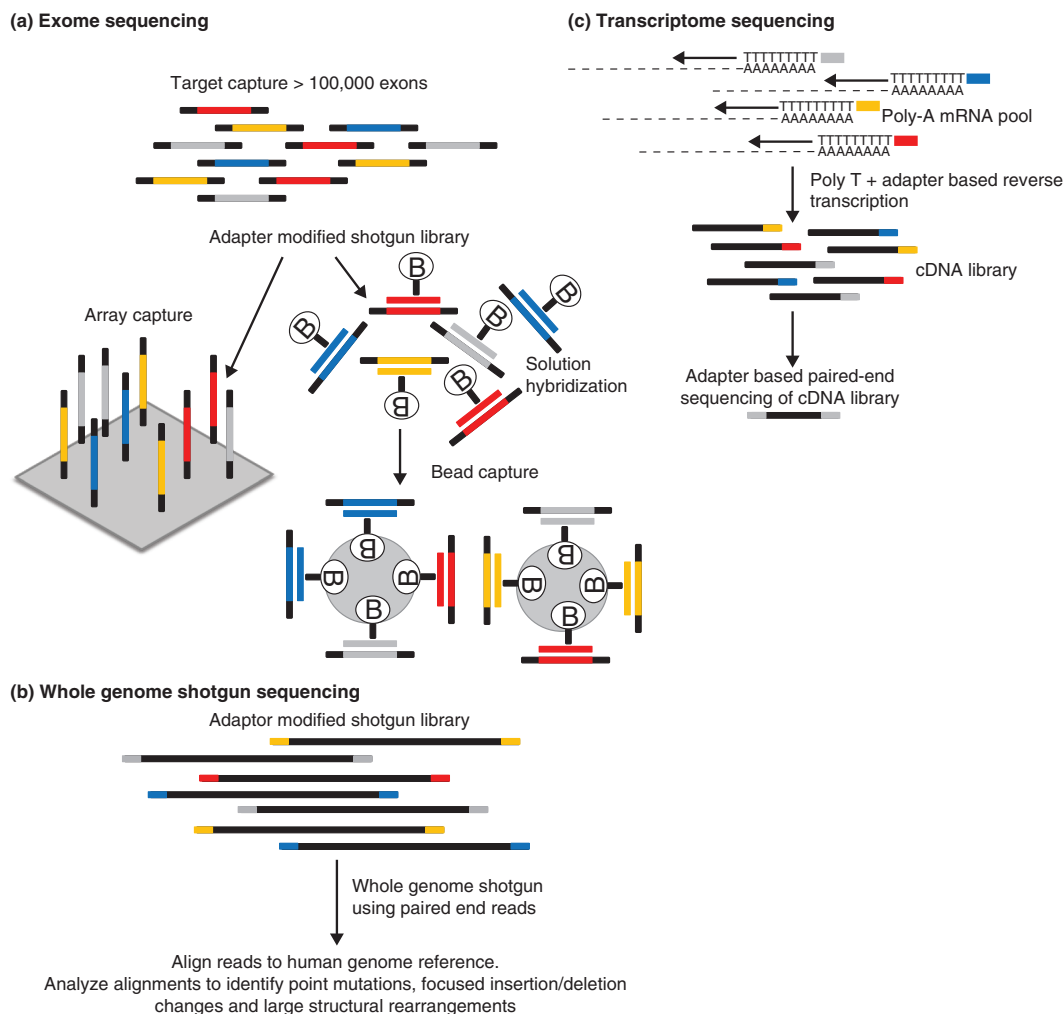 (a) Exome sequencing
Target capture > 100,000 exons
Adapter modified shotgun library
Array capture
B
B
B
B
B
B
Solution
hybridization
Bead capture
B
B
B
B
B
B
B
B
(b) Whole genome shotgun sequencing
Adaptor modified shotgun library
Whole genome shotgun
using paired end reads
Align reads to human genome reference.
Analyze alignments to identify point mutations, focused insertion/deletion
changes and large structural rearrangements
(c) Transcriptome sequencing
TTTTTTTTT
AAAAAAAA
TTTTTTTTT
AAAAAAAA
TTTTTTTTT
AAAAAAAA
Poly-A mRNA pool
TTTTTTTTT
AAAAAAAA
Poly T + adapter based reverse
transcription
cDNA library
Adapter based paired-end
sequencing of cDNA library